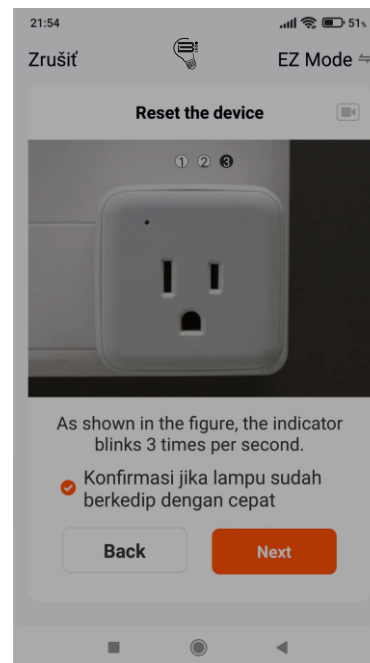 21:54
51%
Zrušiť
EZ Mode
Reset the device
① ② ❸
As shown in the figure, the indicator
blinks 3 times per second.
Konfirmasi jika lampu sudah
berkedip dengan cepat
Back
Next